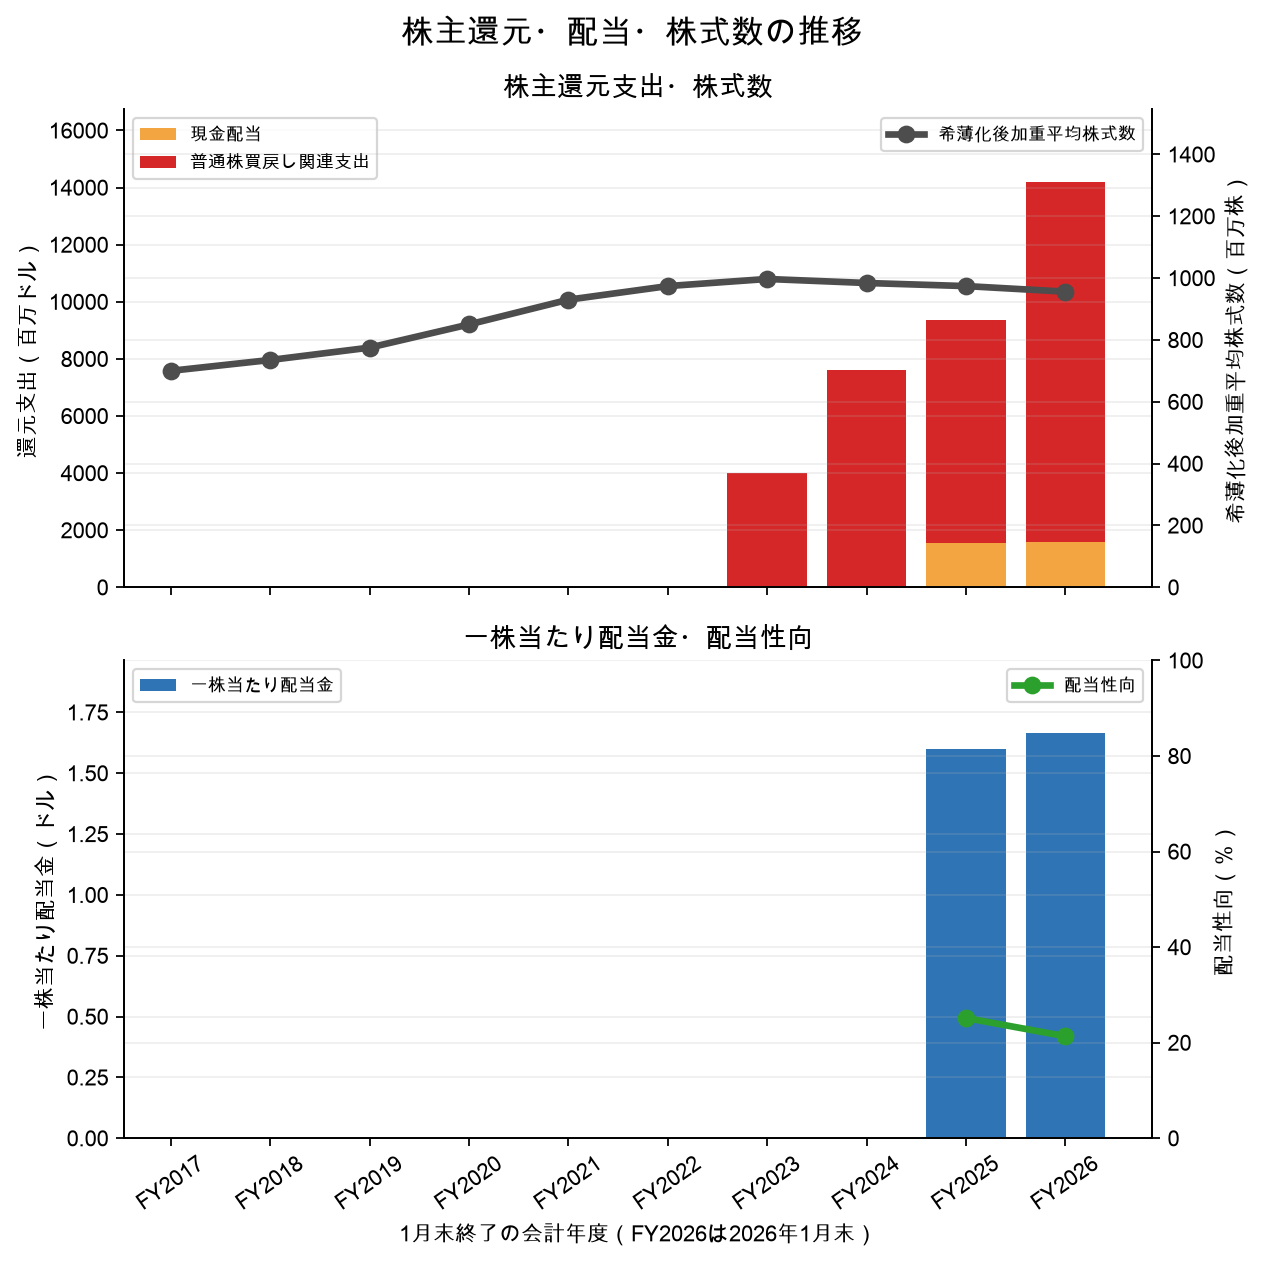 株主還元・配当・株式数の推移
株主還元支出・株式数
現金配当
普通株買戻し関連支出
希薄化後加重平均株式数
還元支出（百万ドル）
16000
14000
12000
10000
8000
6000
4000
2000
0
1400
1200
1000
800
600
400
200
0
希薄化後加重平均株式数（百万株）
一株当たり配当金・配当性向
一株当たり配当金
配当性向
一株当たり配当金（ドル）
1.75
1.50
1.25
1.00
0.75
0.50
0.25
0.00
100
80
60
40
20
0
配当性向（%）
FY2017
FY2018
FY2019
FY2020
FY2021
FY2022
FY2023
FY2024
FY2025
FY2026
1月末終了の会計年度（FY2026は2026年1月末）